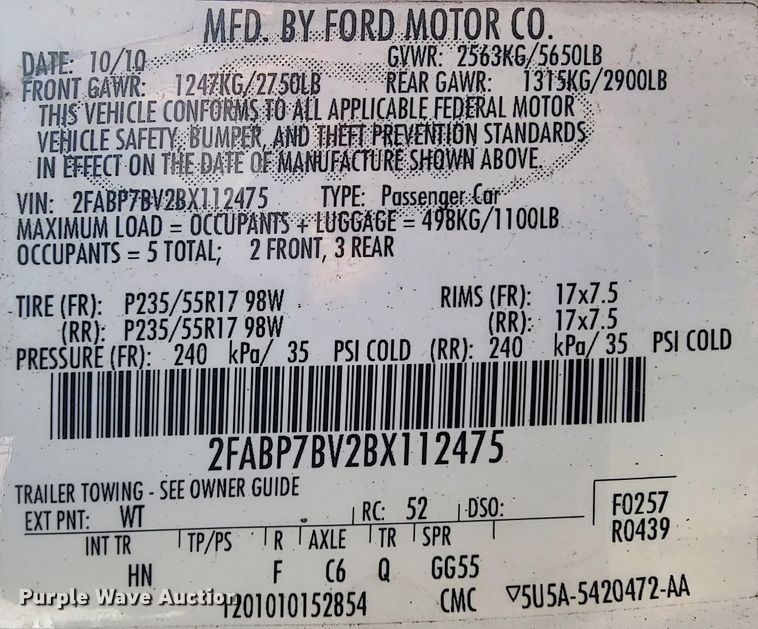 MFD. BY FORD MOTOR CO.
DATE: 10/10 GVWR: 2563KG/5650LB
FRONT GAWR: 1247KG/2750LB REAR GAWR: 1315KG/2900LB
THIS VEHICLE CONFORMS TO ALL APPLICABLE FEDERAL MOTOR
VEHICLE SAFETY, BUMPER, AND THEFT PREVENTION STANDARDS
IN EFFECT ON THE DATE OF MANUFACTURE SHOWN ABOVE.
VIN: 2FABP7BV2BX112475 TYPE: Passenger Car
MAXIMUM LOAD = OCCUPANTS + LUGGAGE = 498KG/1100LB
OCCUPANTS = 5 TOTAL; 2 FRONT, 3 REAR
TIRE (FR): P235/55R17 98W RIMS (FR): 17x7.5
(RR): P235/55R17 98W (RR): 17x7.5
PRESSURE (FR): 240 kPa/ 35 PSI COLD (RR): 240 kPa/ 35 PSI COLD
2FABP7BV2BX112475
TRAILER TOWING - SEE OWNER GUIDE
EXT PNT: WT RC: 52 DSO: F0257
R0439
INT TR TP/PS R AXLE TR SPR
HN F C6 Q GG55
Purple Wave Auction 1201010152854 CMC ▽5U5A-5420472-AA